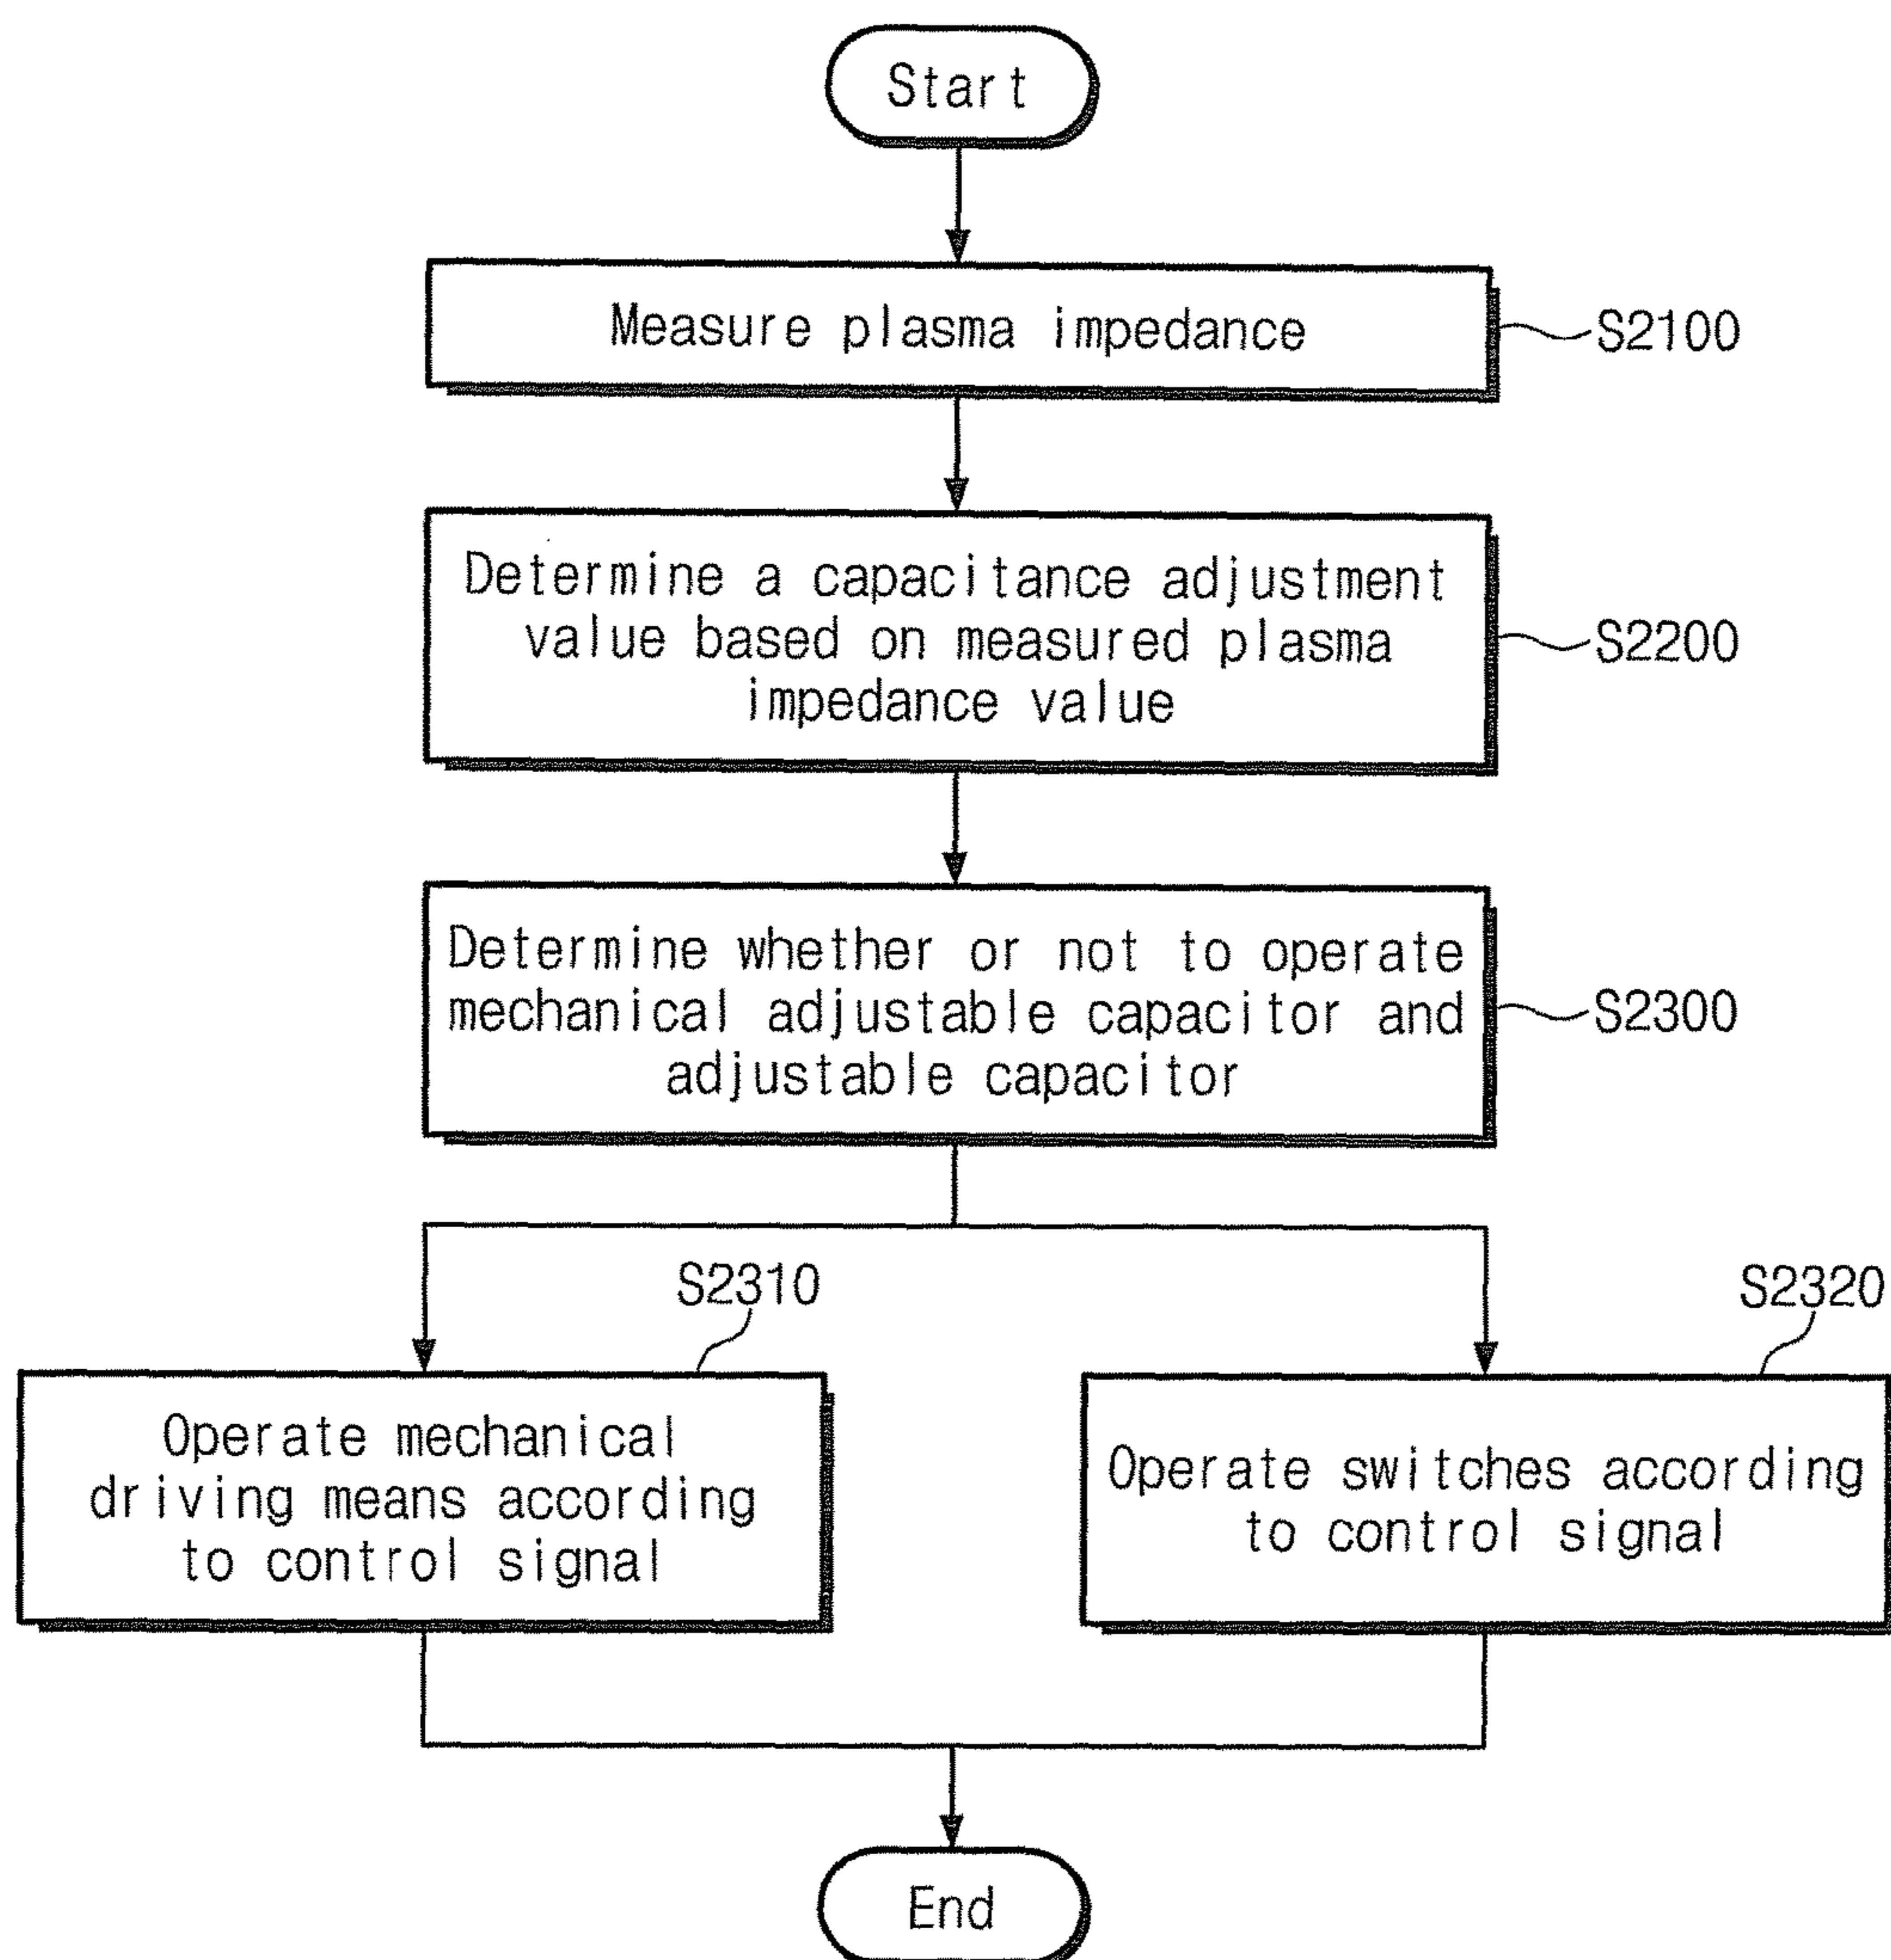 Start
Measure plasma impedance
S2100
Determine a capacitance adjustment
value based on measured plasma
impedance value
S2200
Determine whether or not to operate
mechanical adjustable capacitor and
adjustable capacitor
S2300
S2310
S2320
Operate mechanical
driving means according
to control signal
Operate switches according
to control signal
End